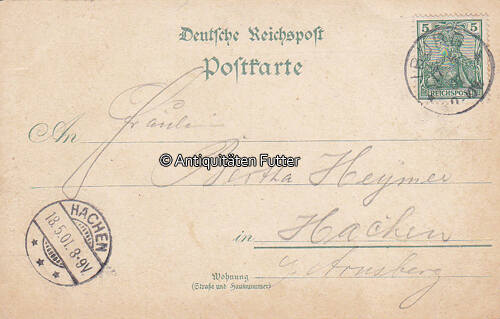 Deutsche Reichspost
Postkarte
5 5
REICHSPOST
An Fräulein
© Antiquitäten Futter
Bertha Heymer
in Hachen
b/ Arnsberg
HACHEN
18.5.01. 8-9V
Wohnung
(Straße und Hausnummer)